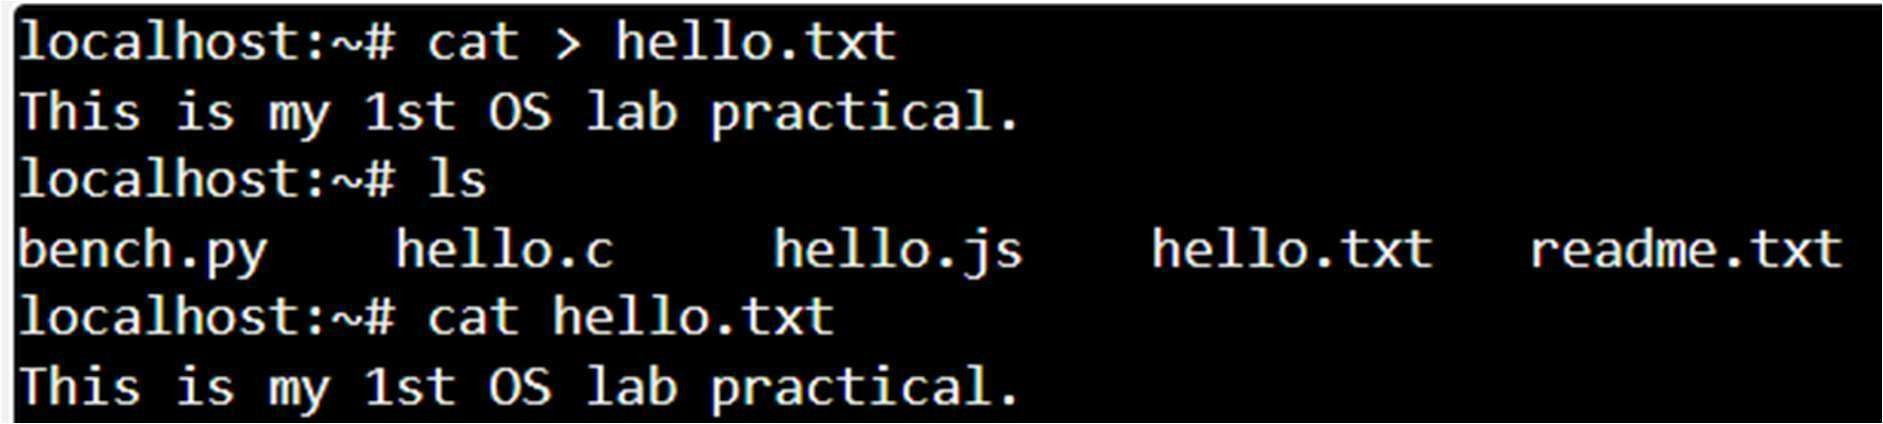 localhost:~# cat > hello.txt
This is my 1st OS lab practical.
localhost:~# ls
bench.py    hello.c     hello.js    hello.txt   readme.txt
localhost:~# cat hello.txt
This is my 1st OS lab practical.